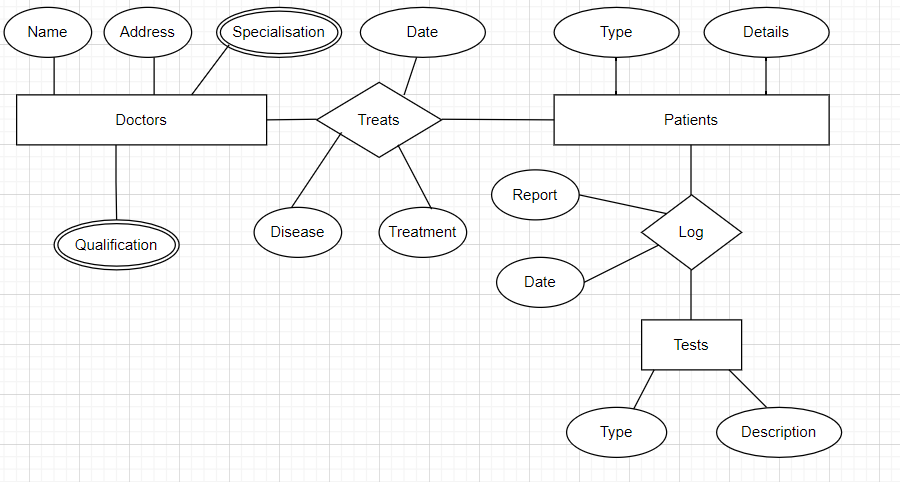 Name
Address
Specialisation
Date
Type
Details
Doctors
Treats
Patients
Report
Log
Qualification
Disease
Treatment
Date
Tests
Type
Description